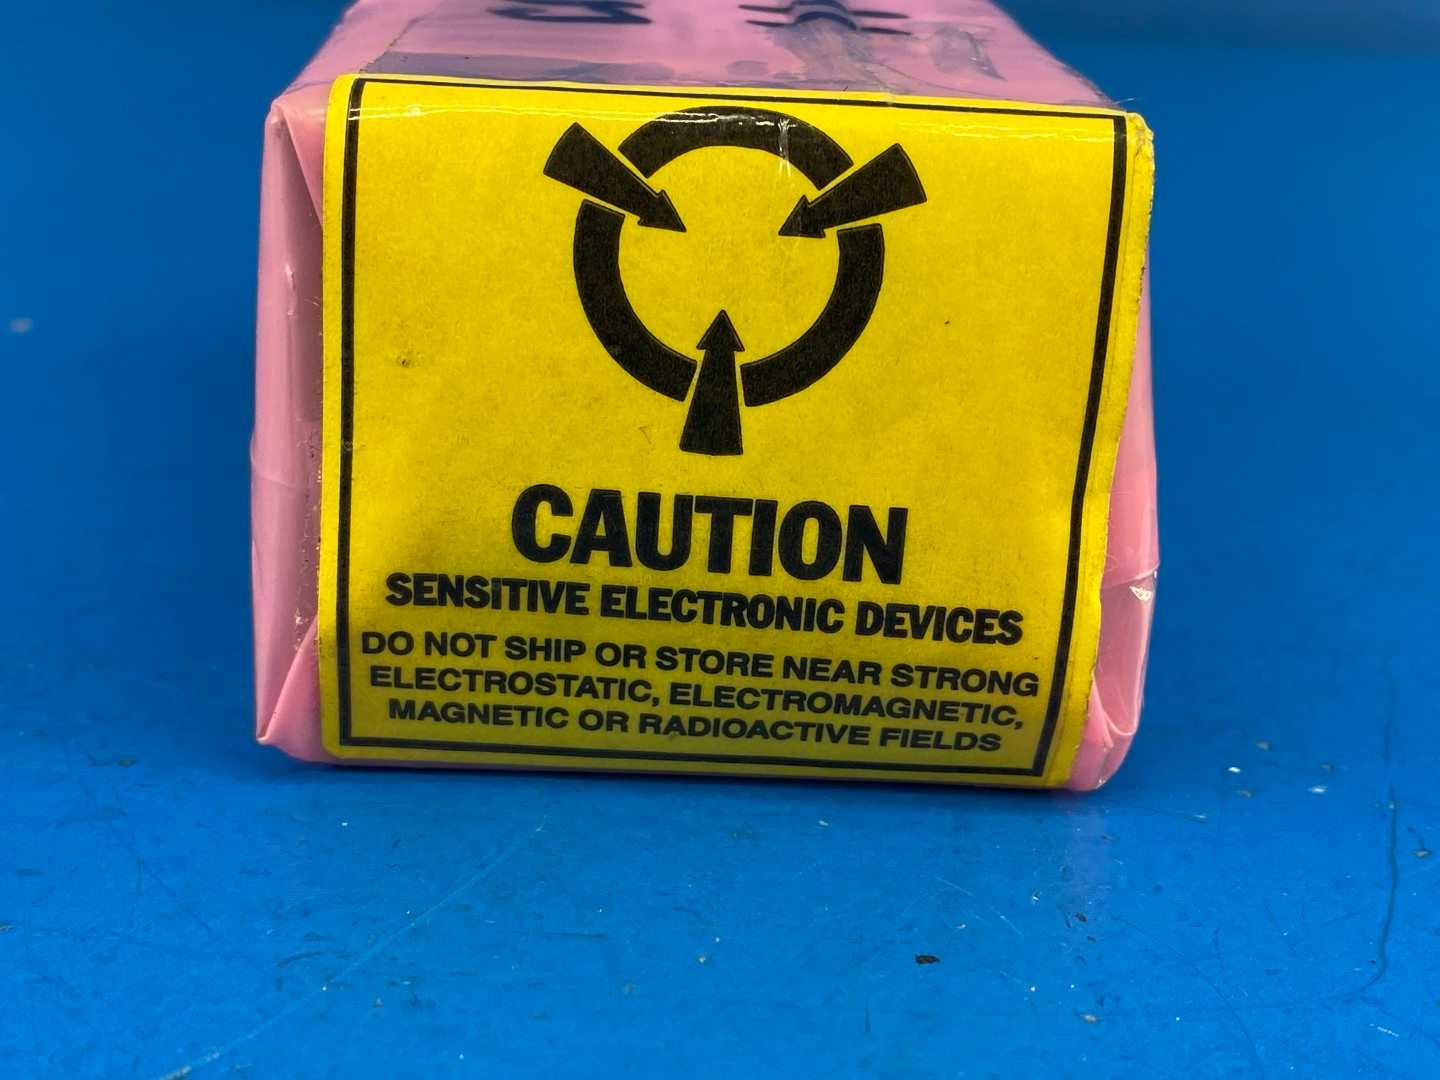 CAUTION
SENSITIVE ELECTRONIC DEVICES
DO NOT SHIP OR STORE NEAR STRONG
ELECTROSTATIC, ELECTROMAGNETIC,
MAGNETIC OR RADIOACTIVE FIELDS